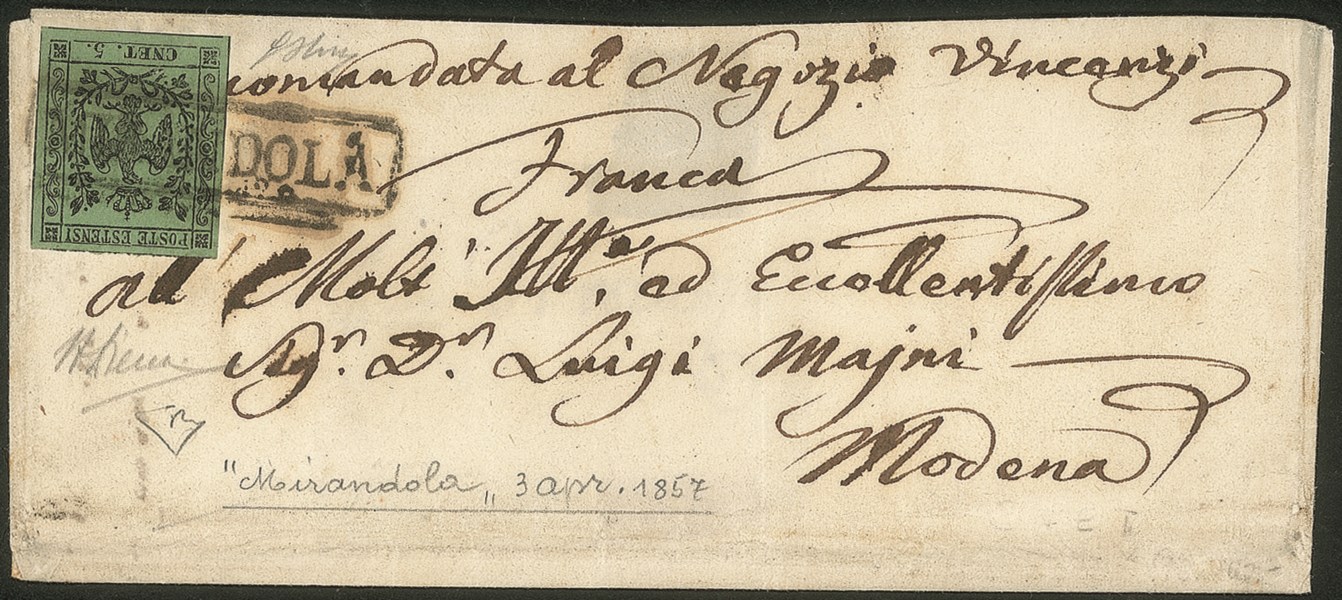 CNET. 5.
comandata al Negozio Vincenzi
DOLA
Franca
POSTE ESTENSI
al Molt' Ill.e ed Eccellentissimo
Sig.r D.n Luigi Majni
Modena
"Mirandola„ 3 apr. 1857